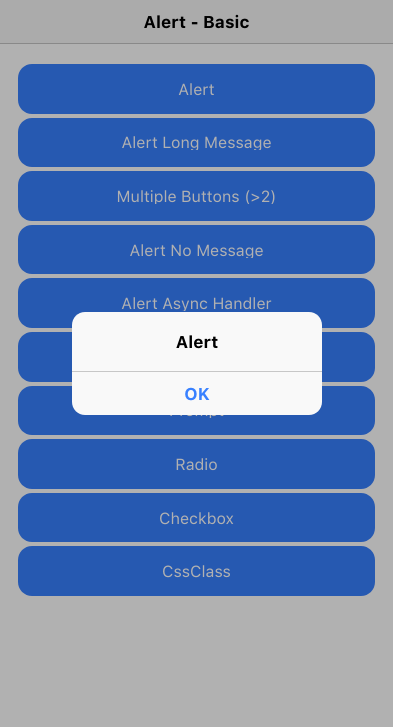 Alert - Basic
Alert
Alert Long Message
Multiple Buttons (>2)
Alert No Message
Alert Async Handler
Alert
OK
Radio
Checkbox
CssClass